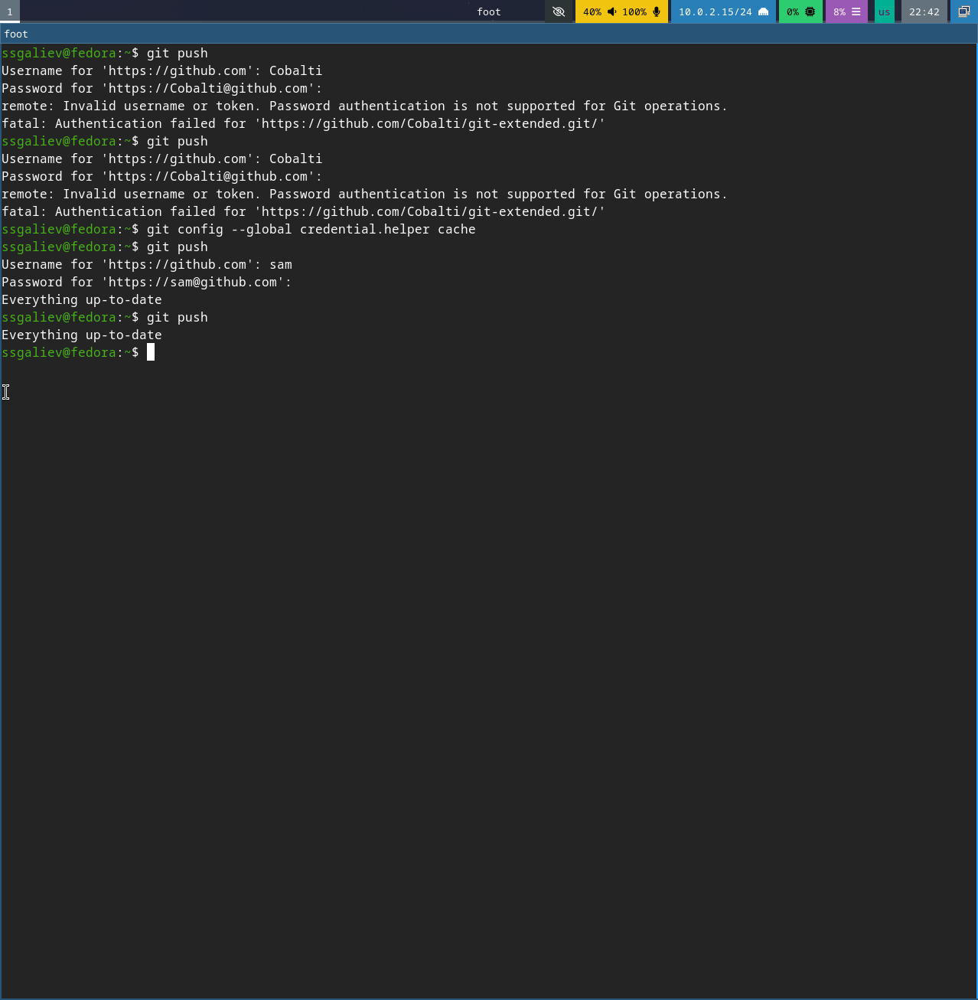 1 foot 40% 100% 10.0.2.15/24 0% 8% us 22:42
foot
ssgaliev@fedora:~$ git push
Username for 'https://github.com': Cobalti
Password for 'https://Cobalti@github.com':
remote: Invalid username or token. Password authentication is not supported for Git operations.
fatal: Authentication failed for 'https://github.com/Cobalti/git-extended.git/'
ssgaliev@fedora:~$ git push
Username for 'https://github.com': Cobalti
Password for 'https://Cobalti@github.com':
remote: Invalid username or token. Password authentication is not supported for Git operations.
fatal: Authentication failed for 'https://github.com/Cobalti/git-extended.git/'
ssgaliev@fedora:~$ git config --global credential.helper cache
ssgaliev@fedora:~$ git push
Username for 'https://github.com': sam
Password for 'https://sam@github.com':
Everything up-to-date
ssgaliev@fedora:~$ git push
Everything up-to-date
ssgaliev@fedora:~$